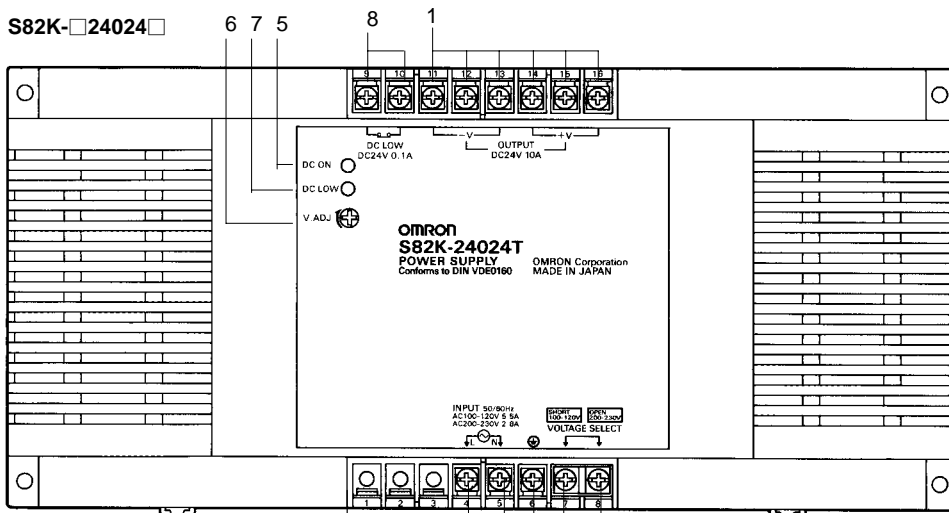 S82K-□24024□
6 7 5 8 1
9 10 11 12 13 14 15 16
DC LOW
DC24V 0.1A
-V +V
OUTPUT
DC24V 10A
DC ON
5
DC LOW
7
V.ADJ
6
OMRON
S82K-24024T
POWER SUPPLY
Conforms to DIN VDE0160
OMRON Corporation
MADE IN JAPAN
INPUT 50/60Hz
AC100-120V 5.5A
AC200-230V 2.8A
L N
SHORT
100-120V
OPEN
200-230V
VOLTAGE SELECT
1 2 3 4 5 6 7 8